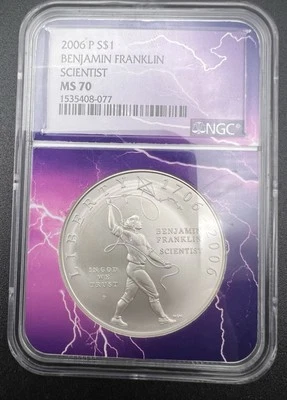 2006 P S$1
BENJAMIN FRANKLIN
SCIENTIST
MS 70
1535408-077
NGC
LIBERTY 1706 2006
BENJAMIN
FRANKLIN
SCIENTIST
IN GOD
WE
TRUST